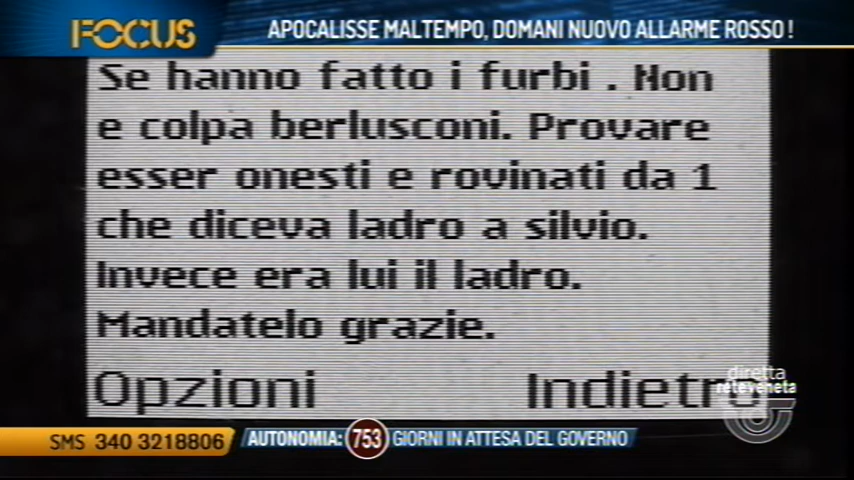 FOCUS
APOCALISSE MALTEMPO, DOMANI NUOVO ALLARME ROSSO !
Se hanno fatto i furbi . Non
e colpa berlusconi. Provare
esser onesti e rovinati da 1
che diceva ladro a silvio.
Invece era lui il ladro.
Mandatelo grazie.
Opzioni Indietro
diretta
reteveneta
SMS 340 3218806
AUTONOMIA: 753 GIORNI IN ATTESA DEL GOVERNO